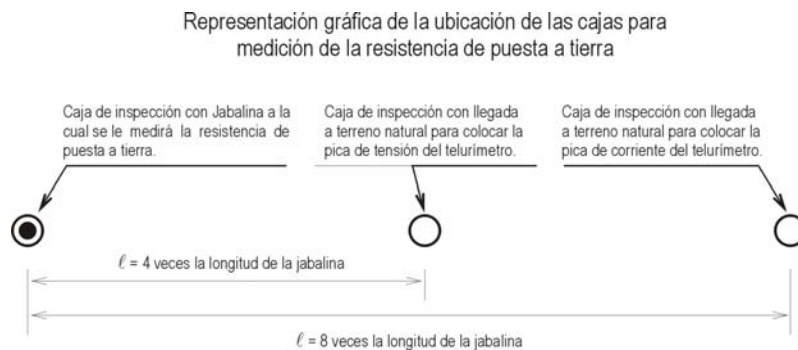 Representación gráfica de la ubicación de las cajas para
medición de la resistencia de puesta a tierra
Caja de inspección con Jabalina a la
cual se le medirá la resistencia de
puesta a tierra.
Caja de inspección con llegada
a terreno natural para colocar la
pica de tensión del telurímetro.
Caja de inspección con llegada
a terreno natural para colocar la
pica de corriente del telurímetro.
ℓ = 4 veces la longitud de la jabalina
ℓ = 8 veces la longitud de la jabalina